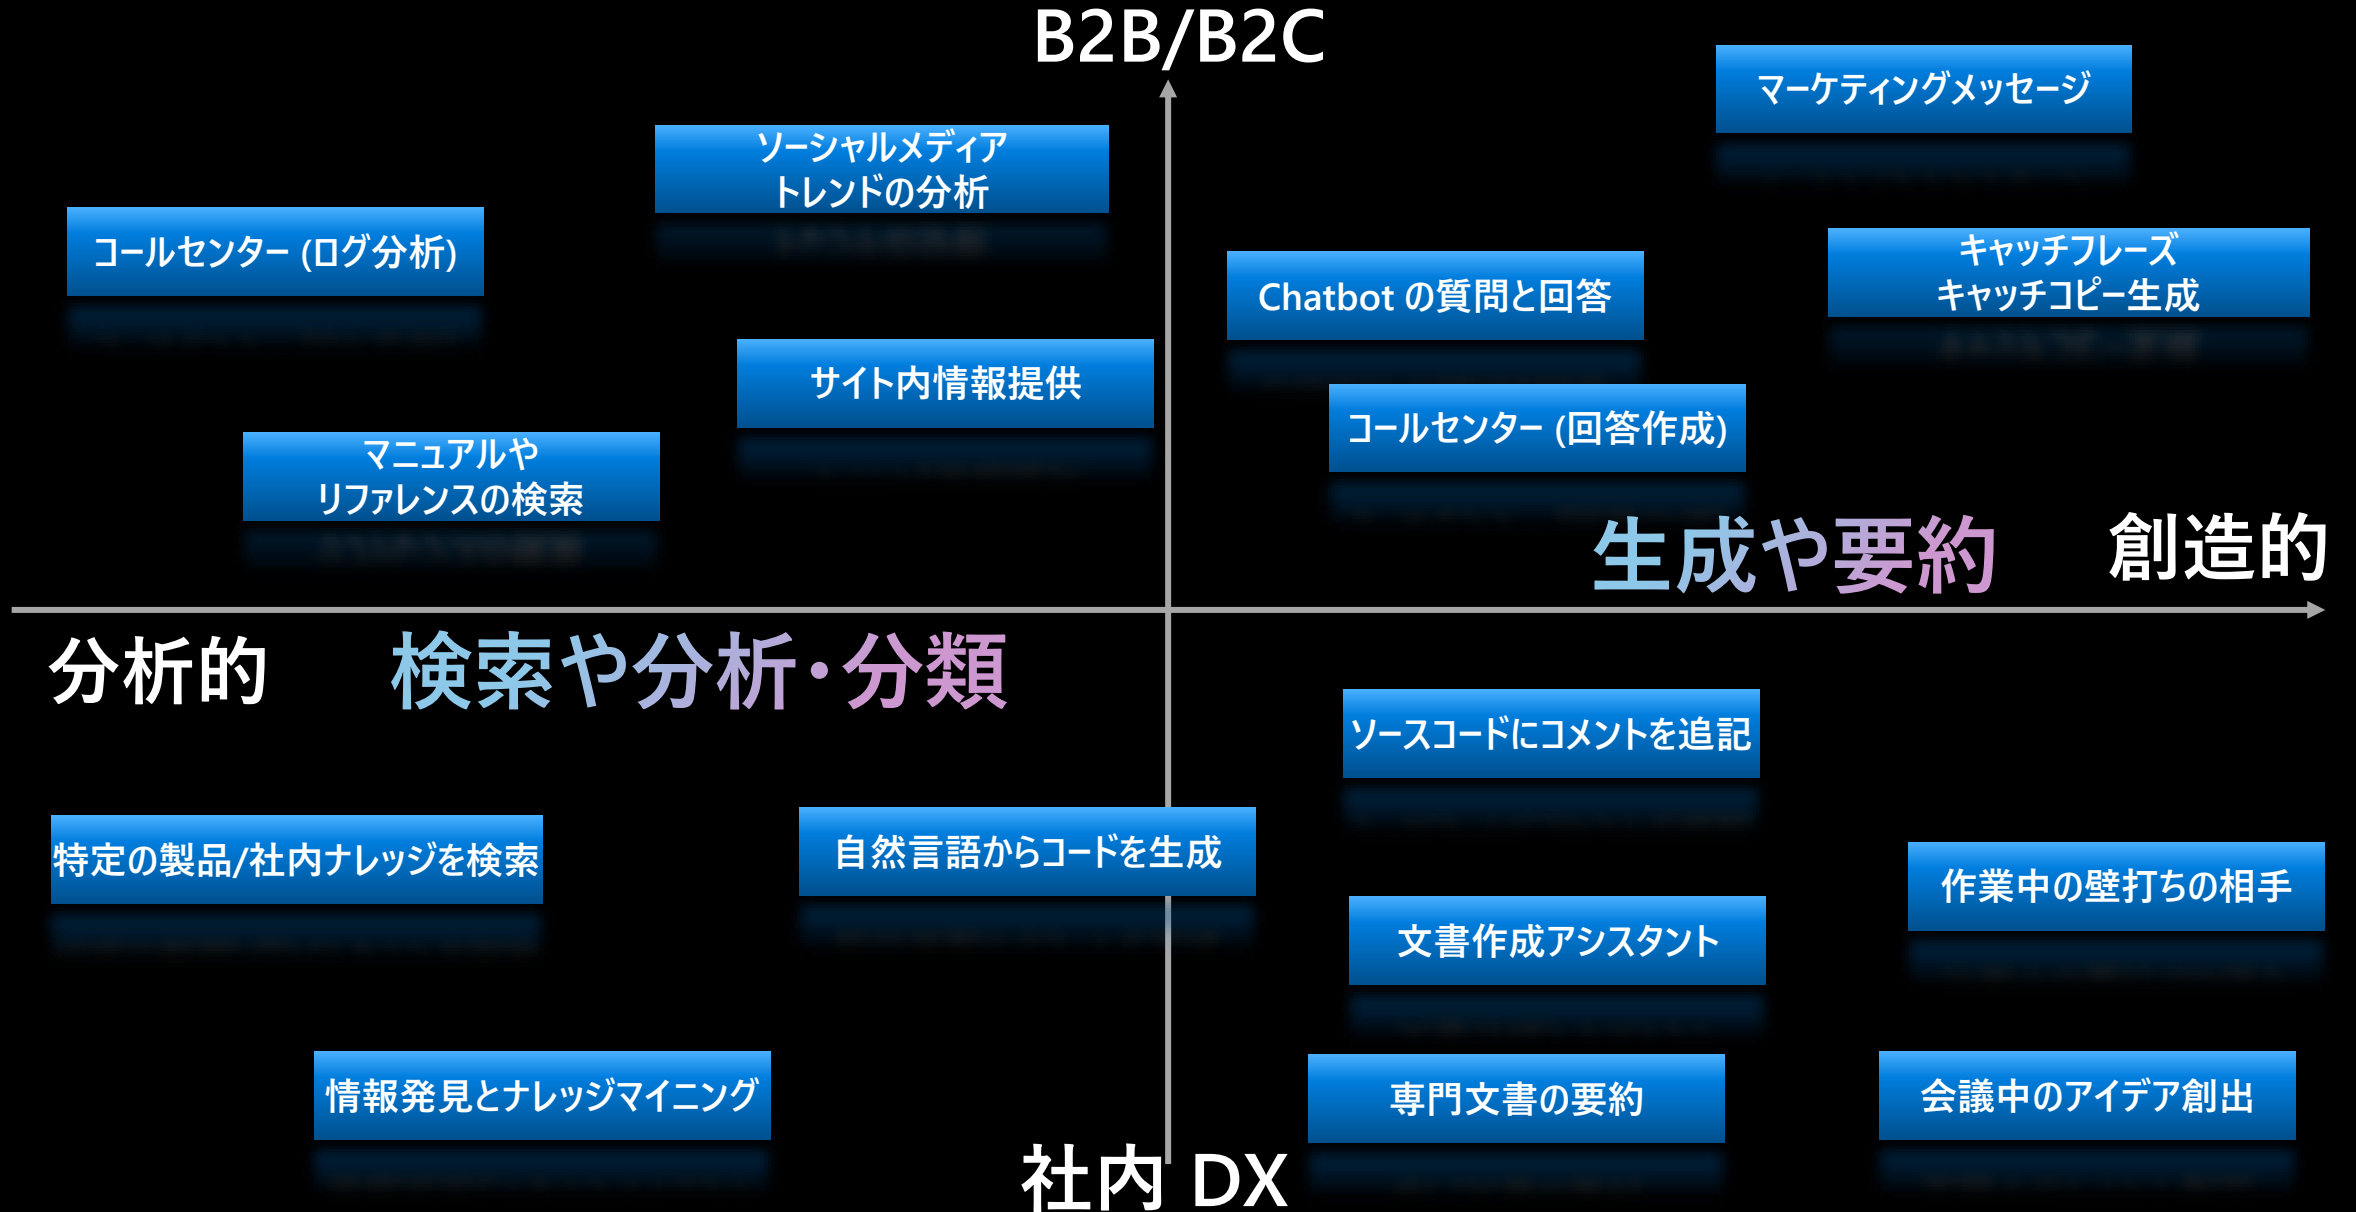 B2B/B2C
マーケティングメッセージ
ソーシャルメディア
トレンドの分析
コールセンター (ログ分析)
キャッチフレーズ
キャッチコピー生成
Chatbot の質問と回答
サイト内情報提供
コールセンター (回答作成)
マニュアルや
リファレンスの検索
生成や要約
創造的
分析的
検索や分析・分類
ソースコードにコメントを追記
特定の製品/社内ナレッジを検索
自然言語からコードを生成
作業中の壁打ちの相手
文書作成アシスタント
情報発見とナレッジマイニング
専門文書の要約
会議中のアイデア創出
社内 DX